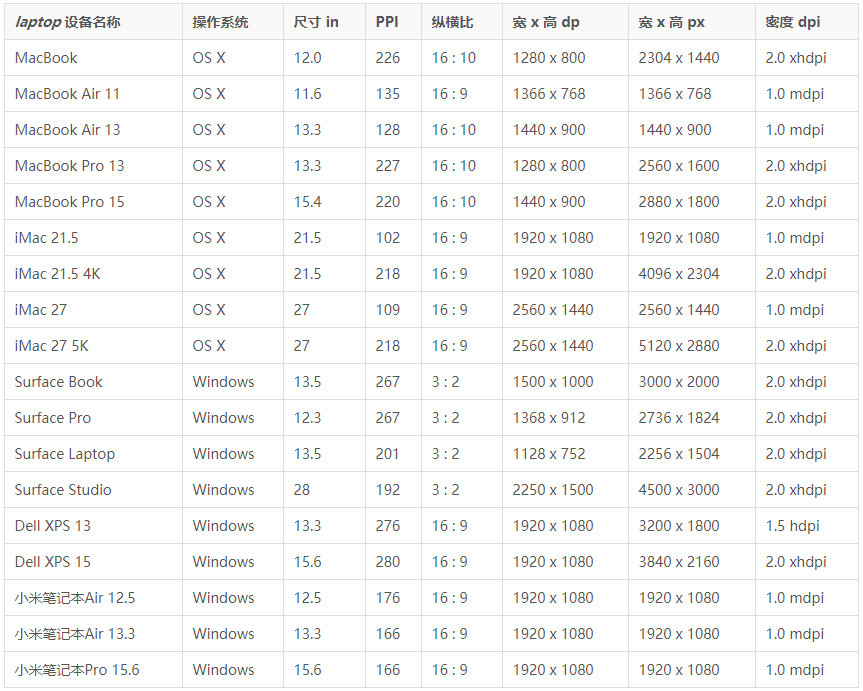 laptop 设备名称 操作系统 尺寸 in PPI 纵横比 宽 x 高 dp 宽 x 高 px 密度 dpi
MacBook OS X 12.0 226 16 : 10 1280 x 800 2304 x 1440 2.0 xhdpi
MacBook Air 11 OS X 11.6 135 16 : 9 1366 x 768 1366 x 768 1.0 mdpi
MacBook Air 13 OS X 13.3 128 16 : 10 1440 x 900 1440 x 900 1.0 mdpi
MacBook Pro 13 OS X 13.3 227 16 : 10 1280 x 800 2560 x 1600 2.0 xhdpi
MacBook Pro 15 OS X 15.4 220 16 : 10 1440 x 900 2880 x 1800 2.0 xhdpi
iMac 21.5 OS X 21.5 102 16 : 9 1920 x 1080 1920 x 1080 1.0 mdpi
iMac 21.5 4K OS X 21.5 218 16 : 9 1920 x 1080 4096 x 2304 2.0 xhdpi
iMac 27 OS X 27 109 16 : 9 2560 x 1440 2560 x 1440 1.0 mdpi
iMac 27 5K OS X 27 218 16 : 9 2560 x 1440 5120 x 2880 2.0 xhdpi
Surface Book Windows 13.5 267 3 : 2 1500 x 1000 3000 x 2000 2.0 xhdpi
Surface Pro Windows 12.3 267 3 : 2 1368 x 912 2736 x 1824 2.0 xhdpi
Surface Laptop Windows 13.5 201 3 : 2 1128 x 752 2256 x 1504 2.0 xhdpi
Surface Studio Windows 28 192 3 : 2 2250 x 1500 4500 x 3000 2.0 xhdpi
Dell XPS 13 Windows 13.3 276 16 : 9 1920 x 1080 3200 x 1800 1.5 hdpi
Dell XPS 15 Windows 15.6 280 16 : 9 1920 x 1080 3840 x 2160 2.0 xhdpi
小米笔记本Air 12.5 Windows 12.5 176 16 : 9 1920 x 1080 1920 x 1080 1.0 mdpi
小米笔记本Air 13.3 Windows 13.3 166 16 : 9 1920 x 1080 1920 x 1080 1.0 mdpi
小米笔记本Pro 15.6 Windows 15.6 166 16 : 9 1920 x 1080 1920 x 1080 1.0 mdpi